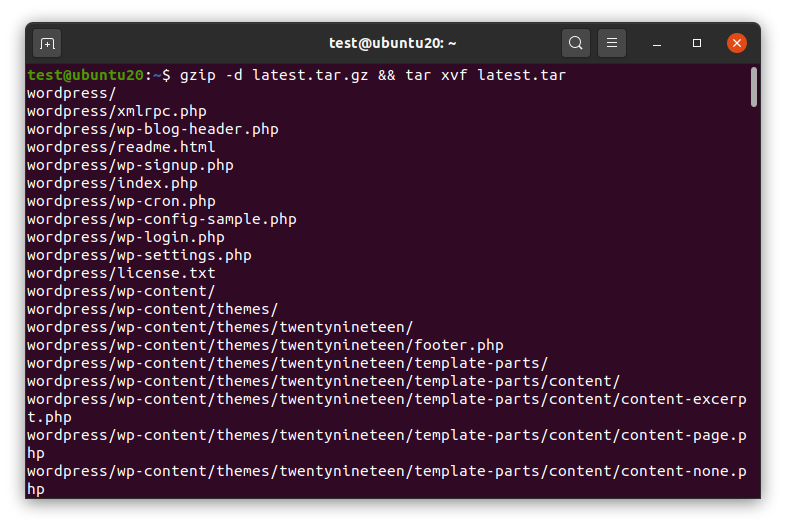 test@ubuntu20: ~
test@ubuntu20:~$ gzip -d latest.tar.gz && tar xvf latest.tar
wordpress/
wordpress/xmlrpc.php
wordpress/wp-blog-header.php
wordpress/readme.html
wordpress/wp-signup.php
wordpress/index.php
wordpress/wp-cron.php
wordpress/wp-config-sample.php
wordpress/wp-login.php
wordpress/wp-settings.php
wordpress/license.txt
wordpress/wp-content/
wordpress/wp-content/themes/
wordpress/wp-content/themes/twentynineteen/
wordpress/wp-content/themes/twentynineteen/footer.php
wordpress/wp-content/themes/twentynineteen/template-parts/
wordpress/wp-content/themes/twentynineteen/template-parts/content/
wordpress/wp-content/themes/twentynineteen/template-parts/content/content-excerp
t.php
wordpress/wp-content/themes/twentynineteen/template-parts/content/content-page.p
hp
wordpress/wp-content/themes/twentynineteen/template-parts/content/content-none.p
hp